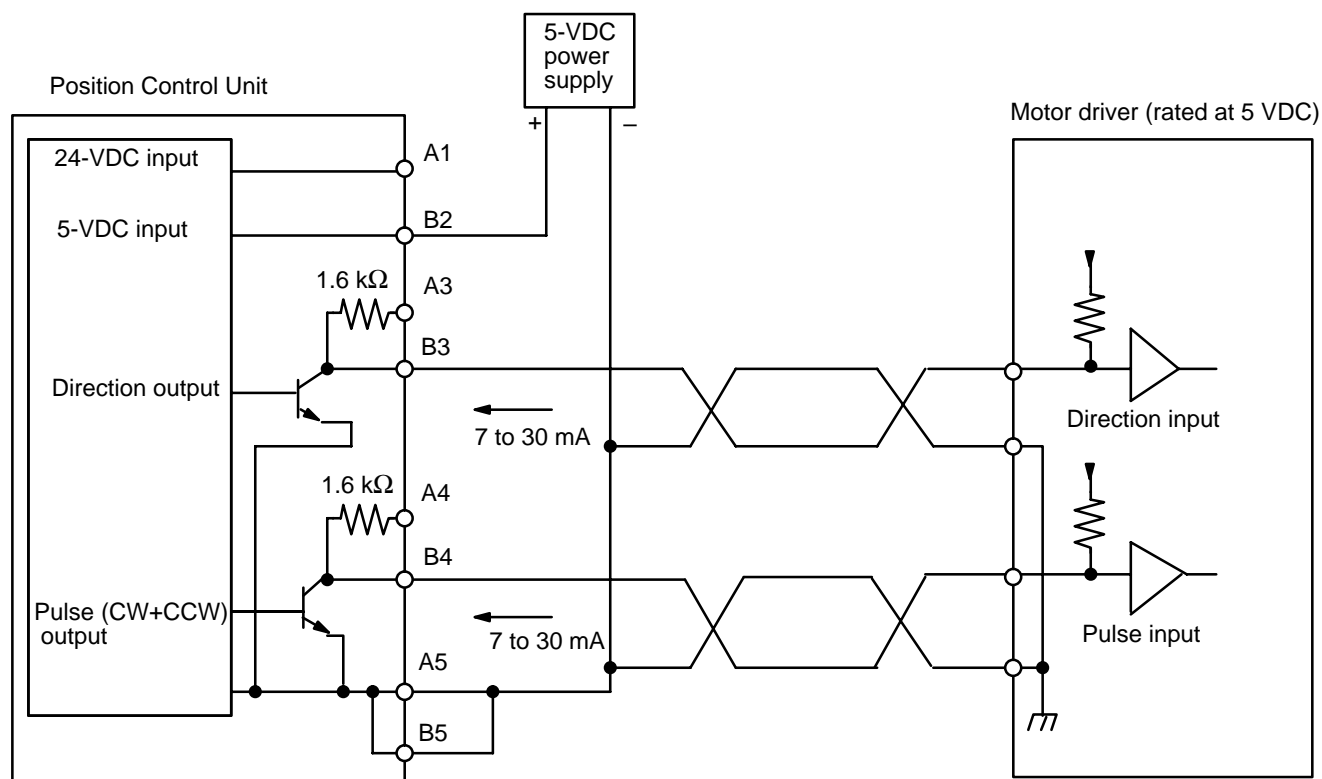 5-VDC
power
supply
+
–
Position Control Unit
Motor driver (rated at 5 VDC)
24-VDC input
A1
5-VDC input
B2
1.6 kΩ
A3
B3
Direction output
7 to 30 mA
Direction input
1.6 kΩ
A4
B4
Pulse (CW+CCW)
output
7 to 30 mA
Pulse input
A5
B5